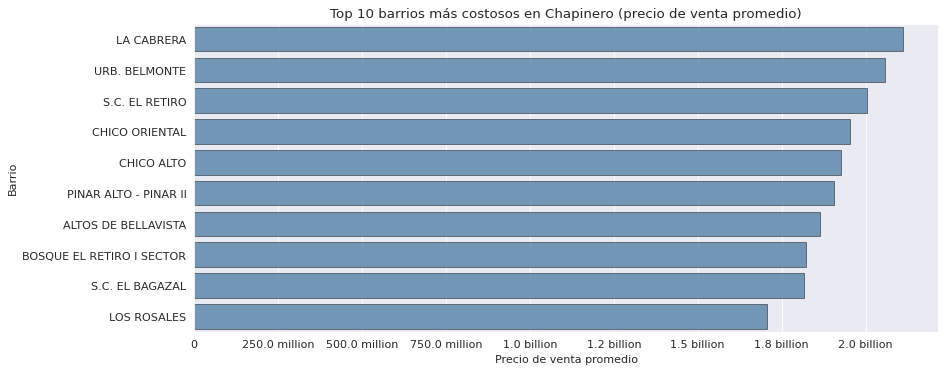 Top 10 barrios más costosos en Chapinero (precio de venta promedio)
LA CABRERA
URB. BELMONTE
S.C. EL RETIRO
CHICO ORIENTAL
CHICO ALTO
PINAR ALTO - PINAR II
ALTOS DE BELLAVISTA
BOSQUE EL RETIRO I SECTOR
S.C. EL BAGAZAL
LOS ROSALES
Barrio
0 250.0 million 500.0 million 750.0 million 1.0 billion 1.2 billion 1.5 billion 1.8 billion 2.0 billion
Precio de venta promedio